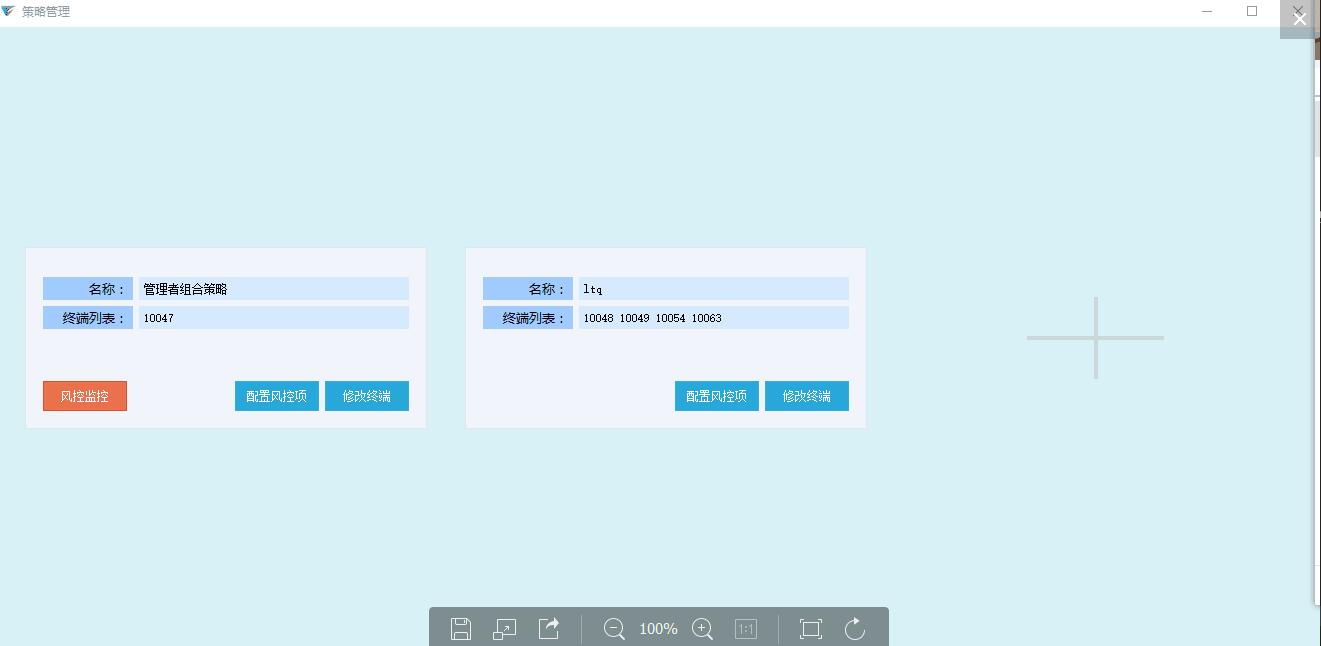 策略管理
名称： 管理者组合策略
终端列表： 10047
风控监控 配置风控项 修改终端
名称： ltq
终端列表： 10048 10049 10054 10063
配置风控项 修改终端
100% 1:1